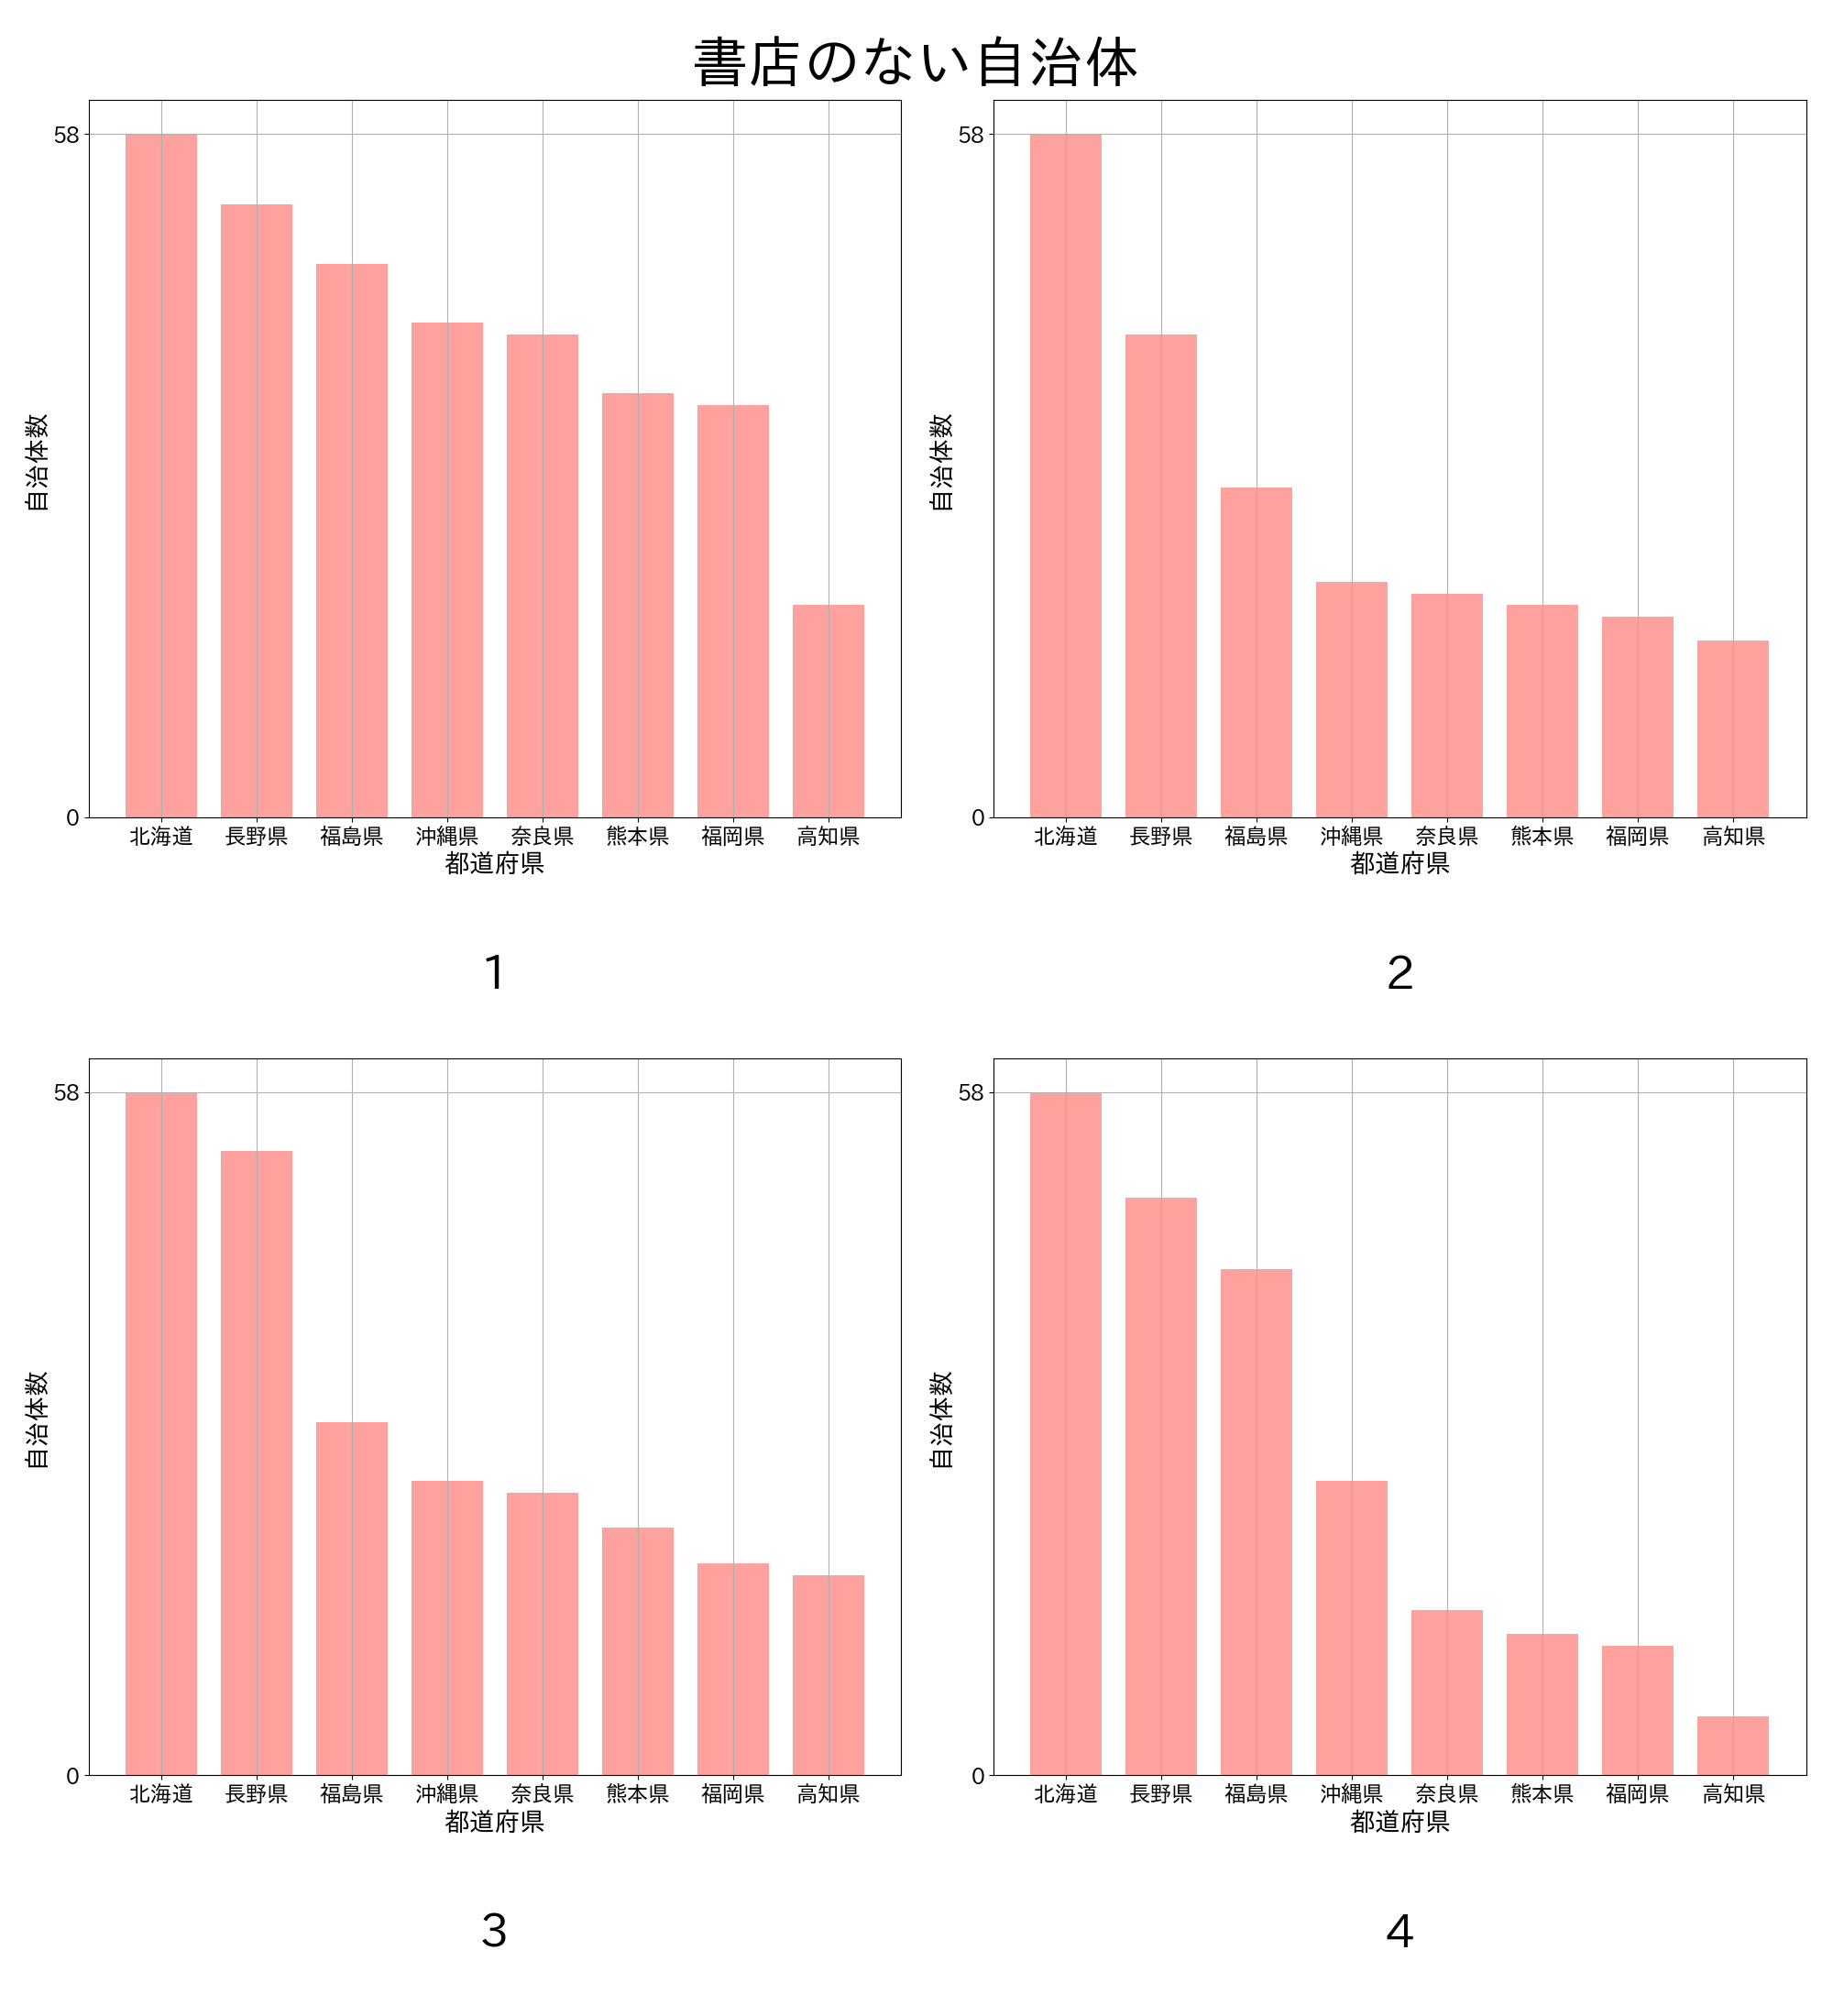 書店のない自治体
58
0
自治体数
北海道 長野県 福島県 沖縄県 奈良県 熊本県 福岡県 高知県
都道府県
1
58
0
自治体数
北海道 長野県 福島県 沖縄県 奈良県 熊本県 福岡県 高知県
都道府県
2
58
0
自治体数
北海道 長野県 福島県 沖縄県 奈良県 熊本県 福岡県 高知県
都道府県
3
58
0
自治体数
北海道 長野県 福島県 沖縄県 奈良県 熊本県 福岡県 高知県
都道府県
4